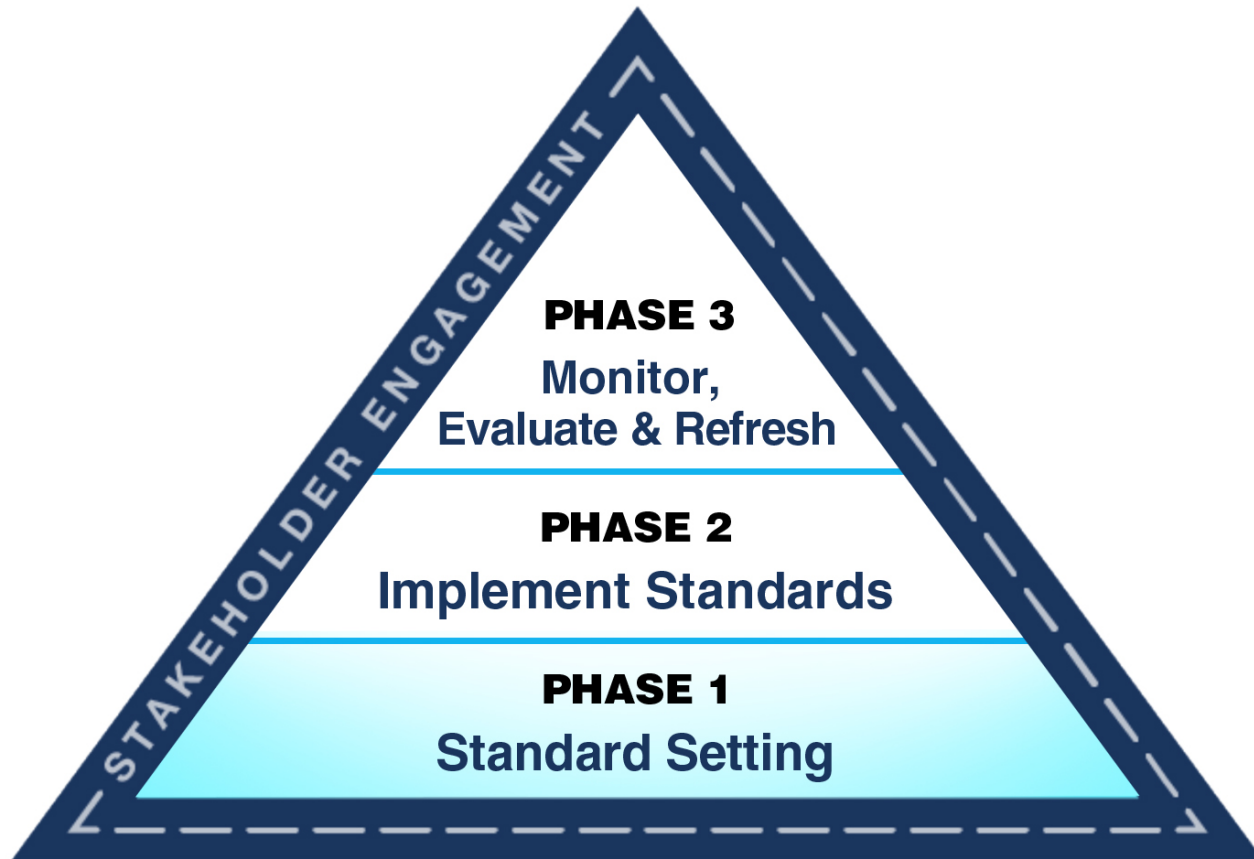 STAKEHOLDER ENGAGEMENT
PHASE 3
Monitor,
Evaluate & Refresh
PHASE 2
Implement Standards
PHASE 1
Standard Setting